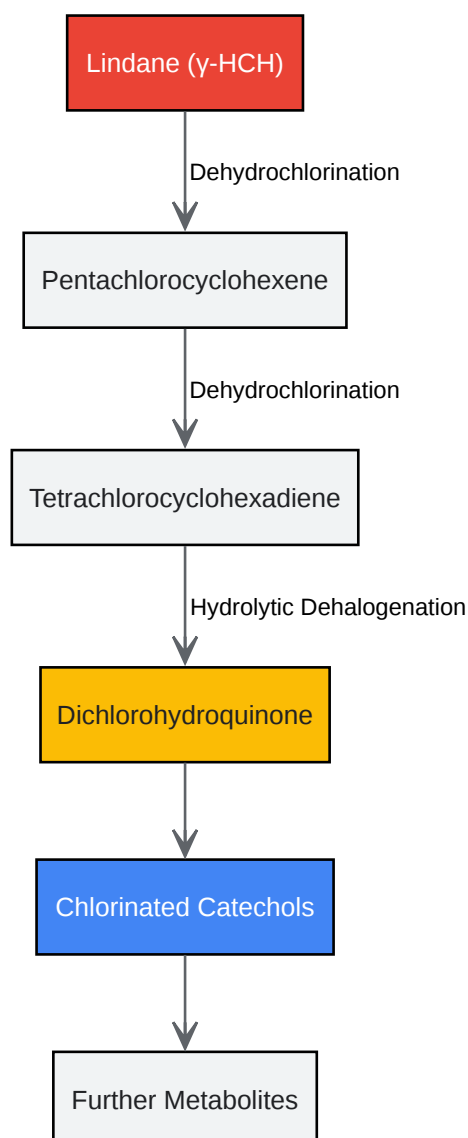 Lindane (γ-HCH)
Dehydrochlorination
Pentachlorocyclohexene
Dehydrochlorination
Tetrachlorocyclohexadiene
Hydrolytic Dehalogenation
Dichlorohydroquinone
Chlorinated Catechols
Further Metabolites